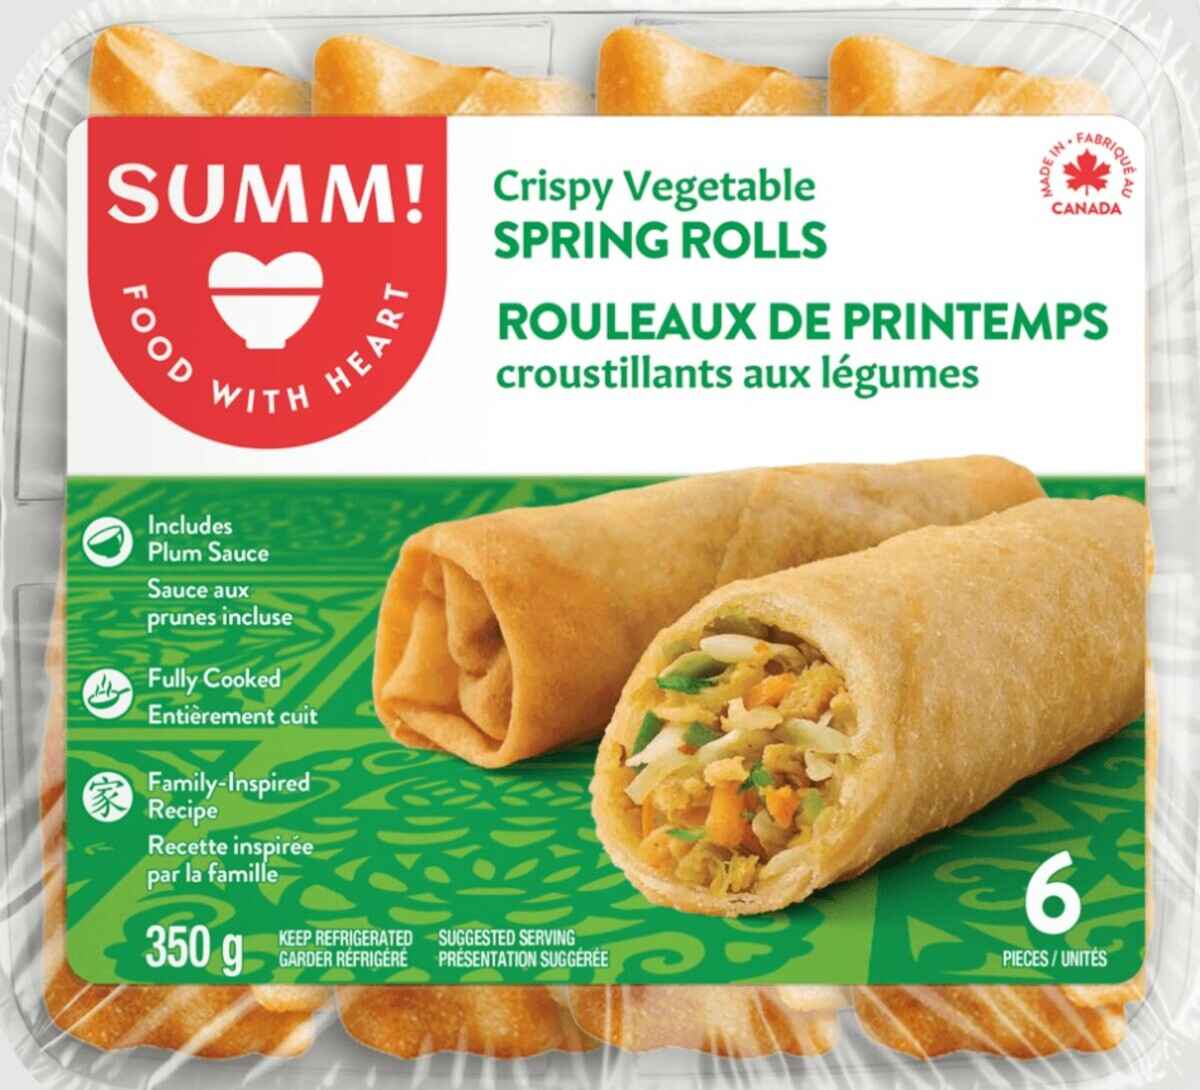 SUMM!
FOOD WITH HEART
Crispy Vegetable
SPRING ROLLS
ROULEAUX DE PRINTEMPS
croustillants aux légumes
MADE IN • FABRIQUÉ AU
CANADA
Includes
Plum Sauce
Sauce aux
prunes incluse
Fully Cooked
Entièrement cuit
家
Family-Inspired
Recipe
Recette inspirée
par la famille
350 g
KEEP REFRIGERATED
GARDER RÉFRIGÉRÉ
SUGGESTED SERVING
PRÉSENTATION SUGGÉRÉE
6
PIECES / UNITÉS